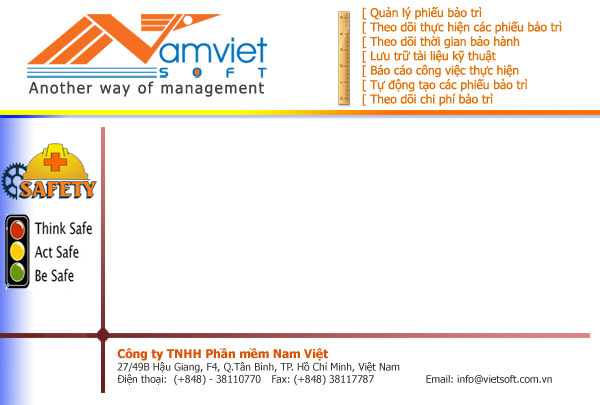 Namviet
SOFT
Another way of management
[ Quản lý phiếu bảo trì
[ Theo dõi thực hiện các phiếu bảo trì
[ Theo dõi thời gian bảo hành
[ Lưu trữ tài liệu kỹ thuật
[ Báo cáo công việc thực hiện
[ Tự động tạo các phiếu bảo trì
[ Theo dõi chi phí bảo trì
SAFETY
Think Safe
Act Safe
Be Safe
Công ty TNHH Phần mềm Nam Việt
27/49B Hậu Giang, F4, Q.Tân Bình, TP. Hồ Chí Minh, Việt Nam
Điện thoại: (+848) - 38110770 Fax: (+848) 38117787 Email: info@vietsoft.com.vn